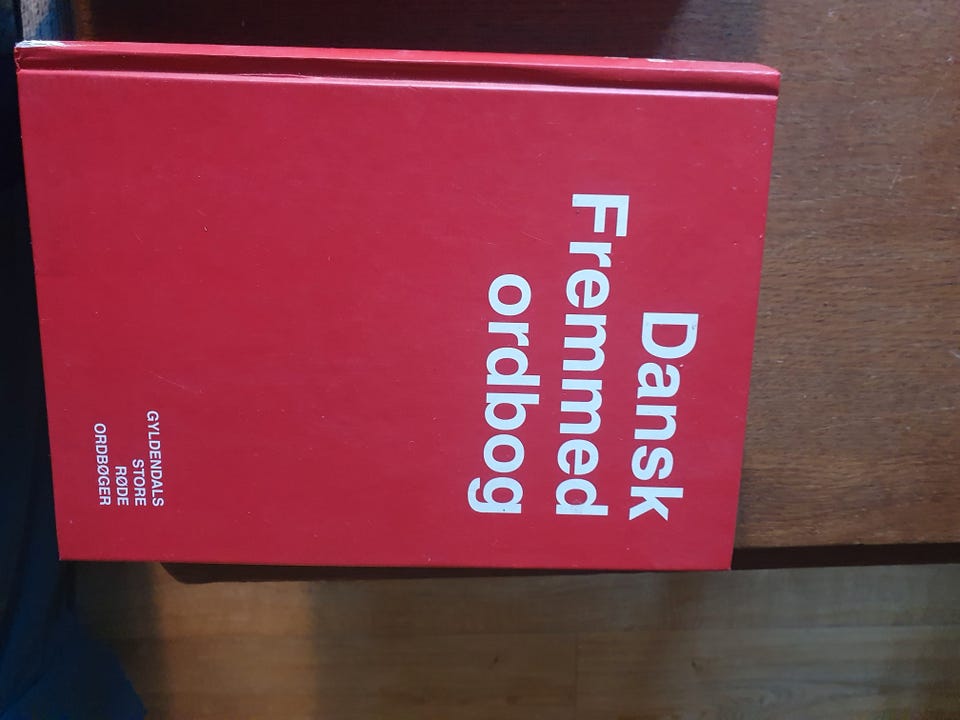 Dansk
Fremmed
ordbog
GYLDENDALS
STORE
RØDE
ORDBØGER